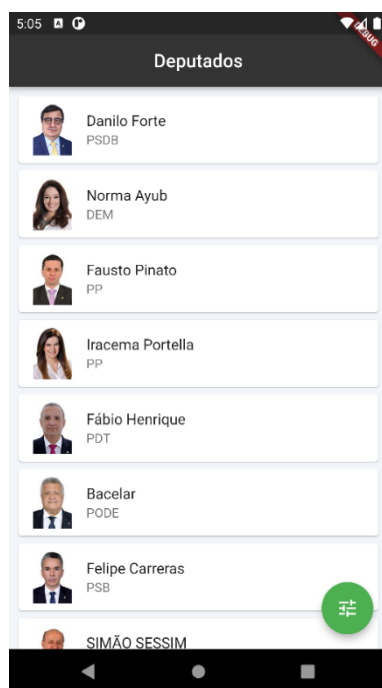 5:05
DEBUG
Deputados
Danilo Forte
PSDB
Norma Ayub
DEM
Fausto Pinato
PP
Iracema Portella
PP
Fábio Henrique
PDT
Bacelar
PODE
Felipe Carreras
PSB
SIMÃO SESSIM